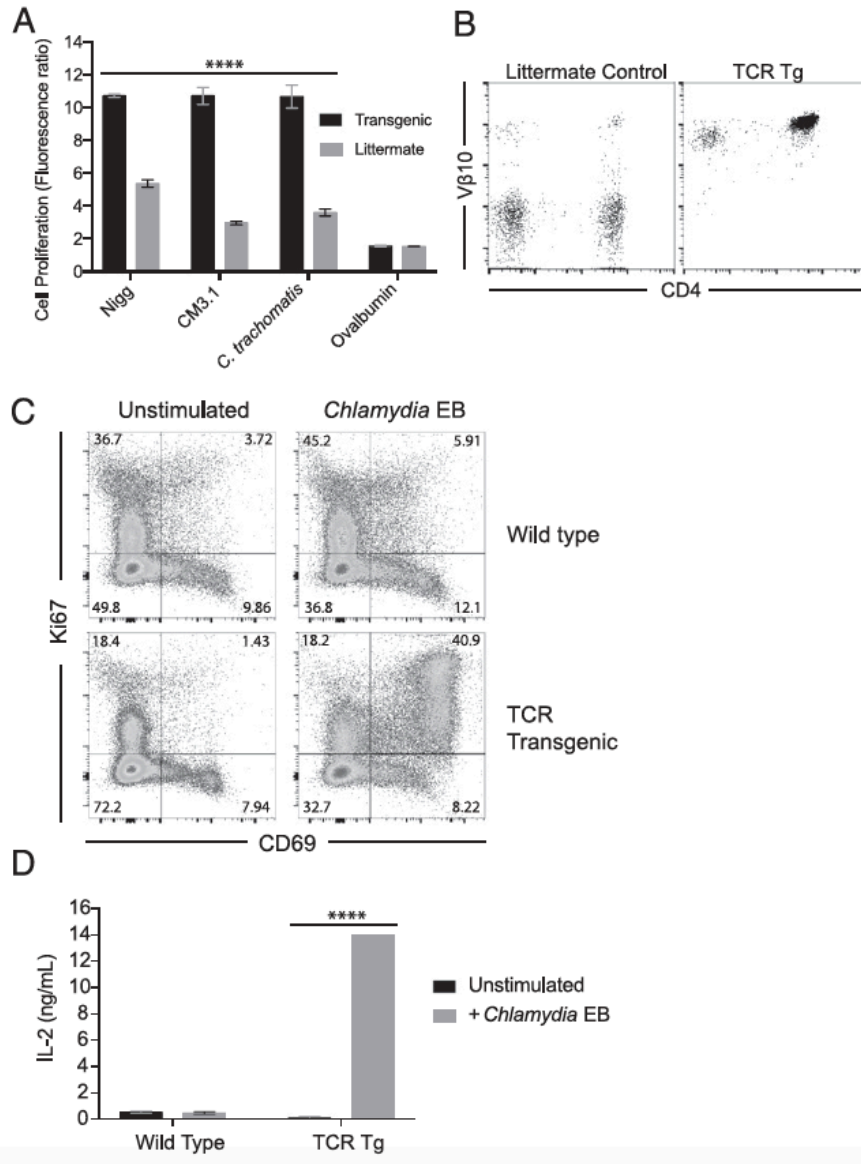 A
14
12
10
8
6
4
2
0
Cell Proliferation (Fluorescence ratio)
****
Transgenic
Littermate
Nigg
CM3.1
C. trachomatis
Ovalbumin
B
Littermate Control
TCR Tg
Vβ10
CD4
C
Unstimulated
Chlamydia EB
36.7 3.72
45.2 5.91
Wild type
49.8 9.86
36.8 12.1
Ki67
18.4 1.43
18.2 40.9
TCR
Transgenic
72.2 7.94
32.7 8.22
CD69
D
16
14
12
10
8
6
4
2
0
IL-2 (ng/mL)
****
Unstimulated
+ Chlamydia EB
Wild Type
TCR Tg